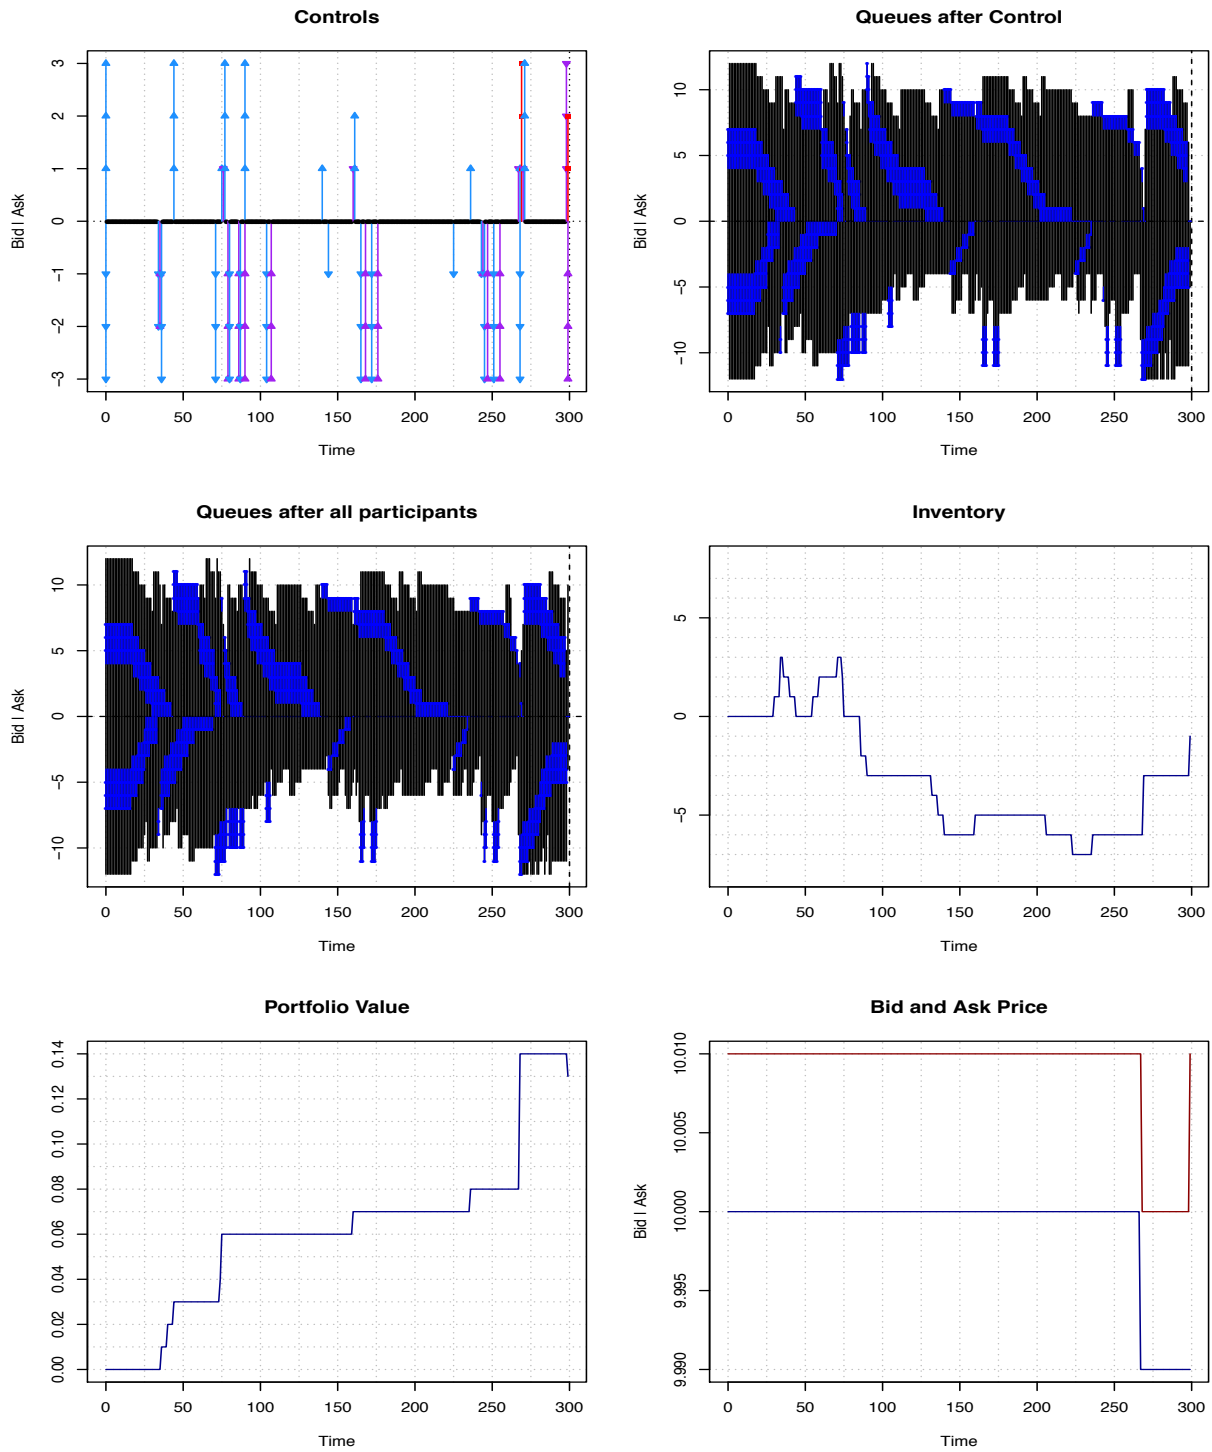 Controls
Bid | Ask
3
2
1
0
-1
-2
-3
0 50 100 150 200 250 300
Time
Queues after Control
Bid | Ask
10
5
0
-5
-10
0 50 100 150 200 250 300
Time
Queues after all participants
Bid | Ask
10
5
0
-5
-10
0 50 100 150 200 250 300
Time
Inventory
5
0
-5
0 50 100 150 200 250 300
Time
Portfolio Value
0.14
0.12
0.10
0.08
0.06
0.04
0.02
0.00
0 50 100 150 200 250 300
Time
Bid and Ask Price
Bid | Ask
10.010
10.005
10.000
9.995
9.990
0 50 100 150 200 250 300
Time